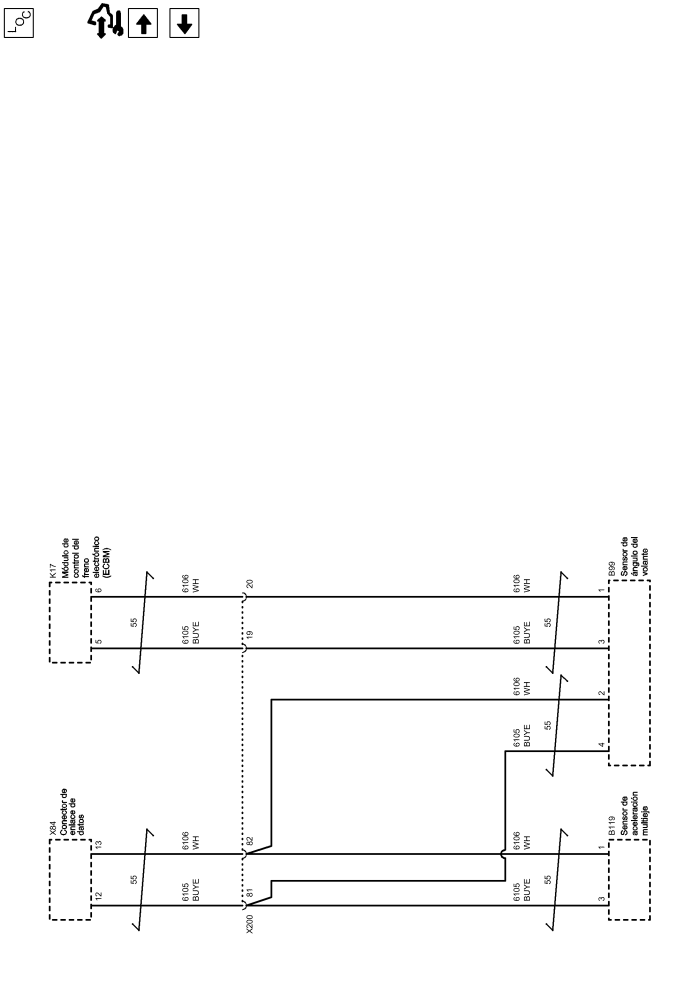 LOC
K17
Módulo de
control del
freno
electrónico
(ECBM)
6
5
55
6106
WH
6105
BUYE
20
19
6106
WH
6105
BUYE
55
1
3
6106
WH
6105
BUYE
55
2
4
B99
Sensor de
ángulo del
volante
X84
Conector de
enlace de
datos
13
12
55
6106
WH
6105
BUYE
82
81
X200
6106
WH
6105
BUYE
55
1
3
B119
Sensor de
aceleración
multieje